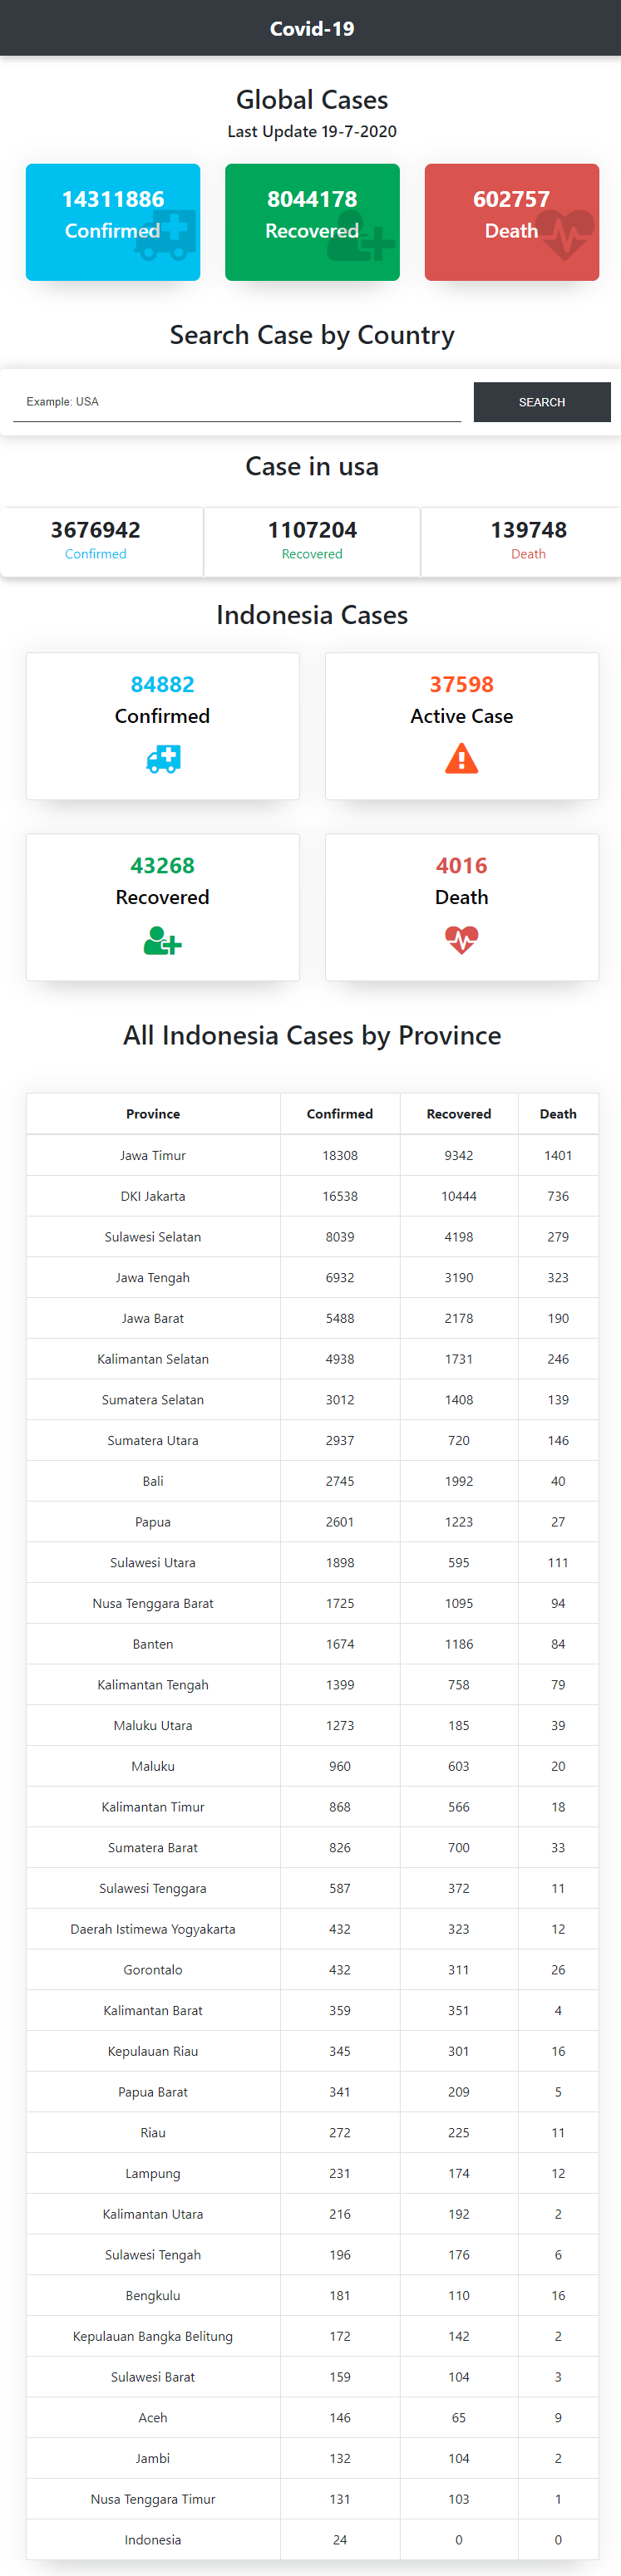 Covid-19
Global Cases
Last Update 19-7-2020
14311886
Confirmed
8044178
Recovered
602757
Death
Search Case by Country
Example: USA
SEARCH
Case in usa
3676942
Confirmed
1107204
Recovered
139748
Death
Indonesia Cases
84882
Confirmed
37598
Active Case
43268
Recovered
4016
Death
All Indonesia Cases by Province
Province Confirmed Recovered Death
Jawa Timur 18308 9342 1401
DKI Jakarta 16538 10444 736
Sulawesi Selatan 8039 4198 279
Jawa Tengah 6932 3190 323
Jawa Barat 5488 2178 190
Kalimantan Selatan 4938 1731 246
Sumatera Selatan 3012 1408 139
Sumatera Utara 2937 720 146
Bali 2745 1992 40
Papua 2601 1223 27
Sulawesi Utara 1898 595 111
Nusa Tenggara Barat 1725 1095 94
Banten 1674 1186 84
Kalimantan Tengah 1399 758 79
Maluku Utara 1273 185 39
Maluku 960 603 20
Kalimantan Timur 868 566 18
Sumatera Barat 826 700 33
Sulawesi Tenggara 587 372 11
Daerah Istimewa Yogyakarta 432 323 12
Gorontalo 432 311 26
Kalimantan Barat 359 351 4
Kepulauan Riau 345 301 16
Papua Barat 341 209 5
Riau 272 225 11
Lampung 231 174 12
Kalimantan Utara 216 192 2
Sulawesi Tengah 196 176 6
Bengkulu 181 110 16
Kepulauan Bangka Belitung 172 142 2
Sulawesi Barat 159 104 3
Aceh 146 65 9
Jambi 132 104 2
Nusa Tenggara Timur 131 103 1
Indonesia 24 0 0